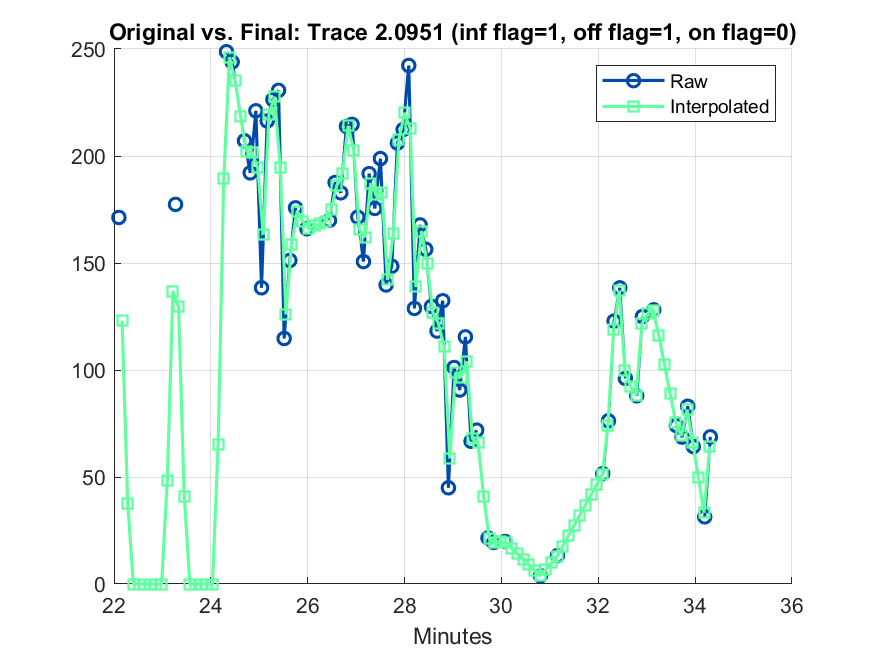 Original vs. Final: Trace 2.0951 (inf flag=1, off flag=1, on flag=0)
250
200
150
100
50
0
Raw
Interpolated
22 24 26 28 30 32 34 36
Minutes